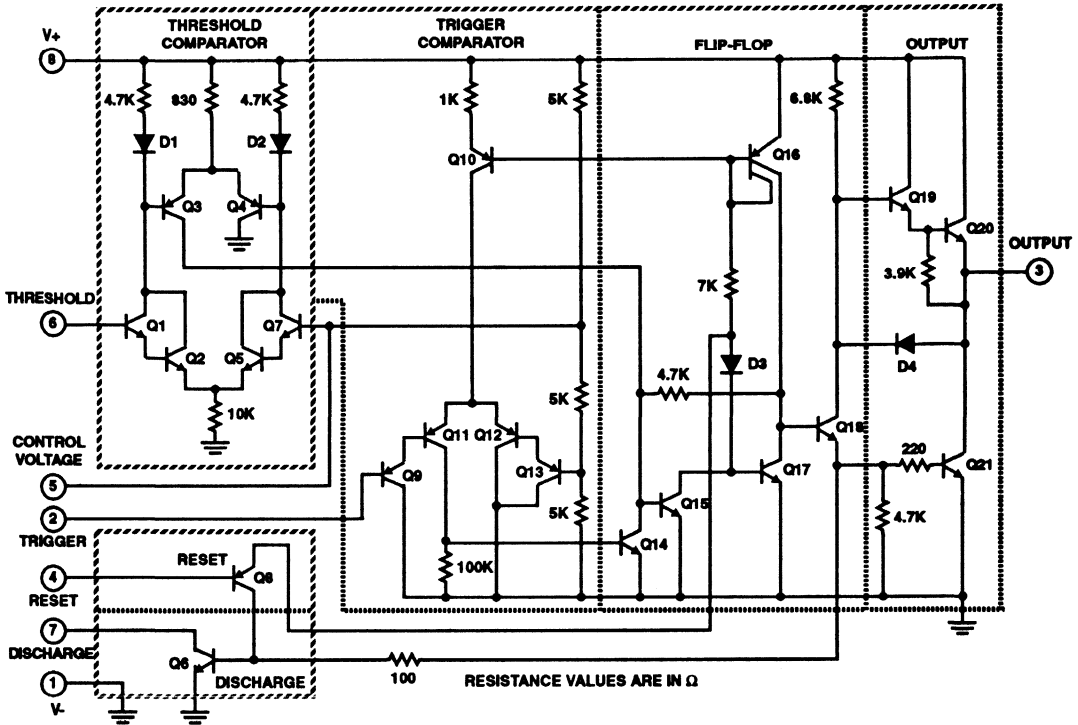 THRESHOLD
COMPARATOR
TRIGGER
COMPARATOR
FLIP-FLOP
OUTPUT
V+
8
4.7K
830
4.7K
1K
5K
6.8K
D1
D2
Q10
Q16
Q3
Q4
Q19
Q20
OUTPUT
3
3.9K
7K
THRESHOLD
6
Q1
Q7
Q2
Q5
D3
D4
4.7K
10K
5K
Q11
Q12
Q18
CONTROL
VOLTAGE
5
Q9
Q13
Q17
220
Q21
2
TRIGGER
5K
Q15
4.7K
Q14
RESET
4
RESET
Q8
100K
7
DISCHARGE
Q6
DISCHARGE
100
RESISTANCE VALUES ARE IN Ω
1
V-